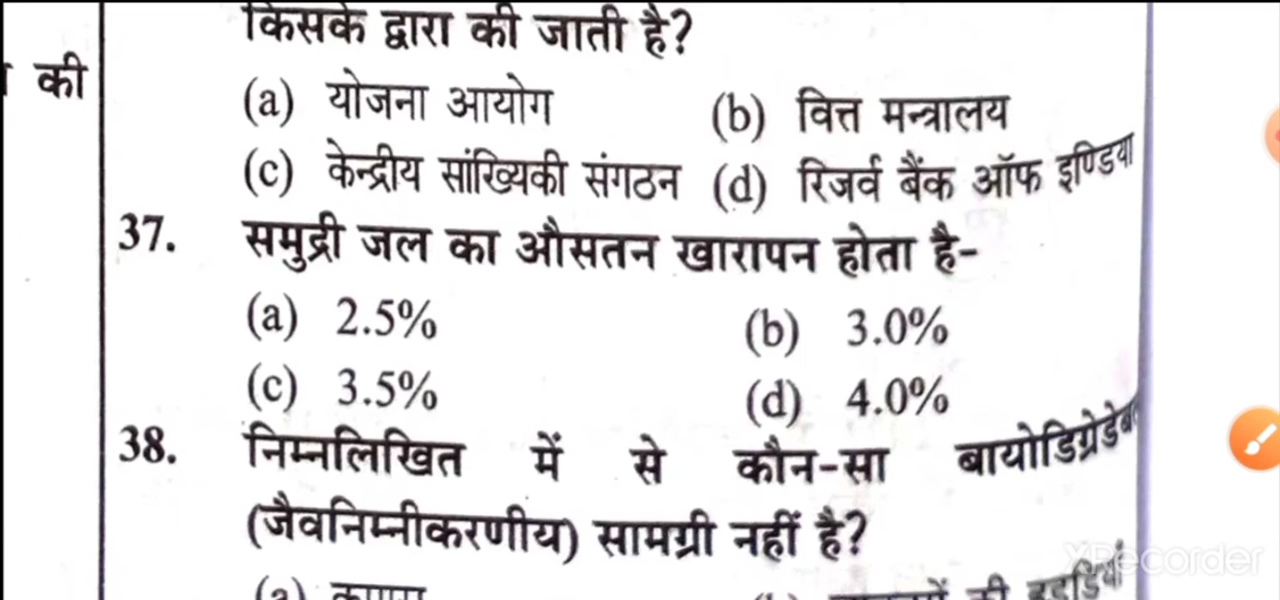 किसके द्वारा की जाती है?
की
(a) योजना आयोग (b) वित्त मन्त्रालय
(c) केन्द्रीय सांख्यिकी संगठन (d) रिजर्व बैंक ऑफ इण्डिया
37. समुद्री जल का औसतन खारापन होता है-
(a) 2.5% (b) 3.0%
(c) 3.5% (d) 4.0%
38. निम्नलिखित में से कौन-सा
(जैवनिम्नीकरणीय) सामग्री नहीं है?
(a) (b) की हड्डियां
XRecorder